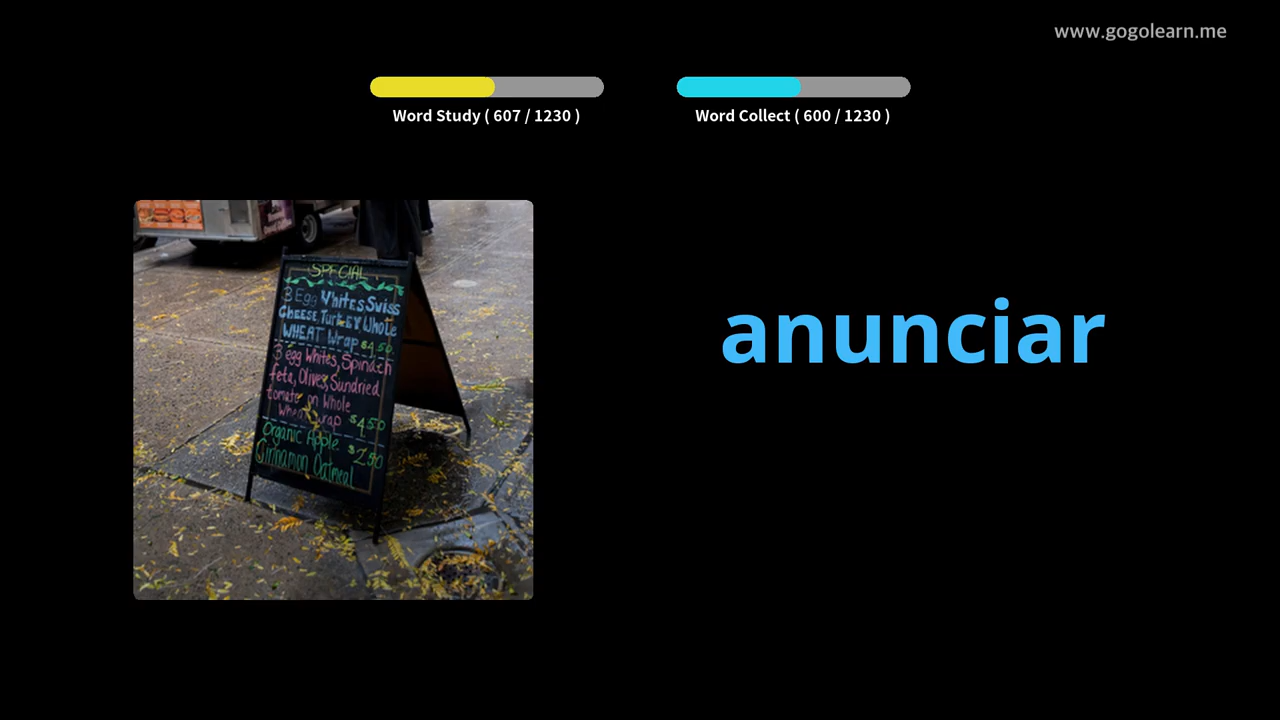 www.gogolearn.me
Word Study ( 607 / 1230 )
Word Collect ( 600 / 1230 )
SPECIAL
3 Egg Whites, Swiss
Cheese, Turkey Whole
WHEAT Wrap $4.50
3 egg Whites, Spinach
feta, Olives, Sundried
tomato on Whole
Wheat Wrap $4.50
Organic Apple
Cinnamon Oatmeal $2.50
anunciar